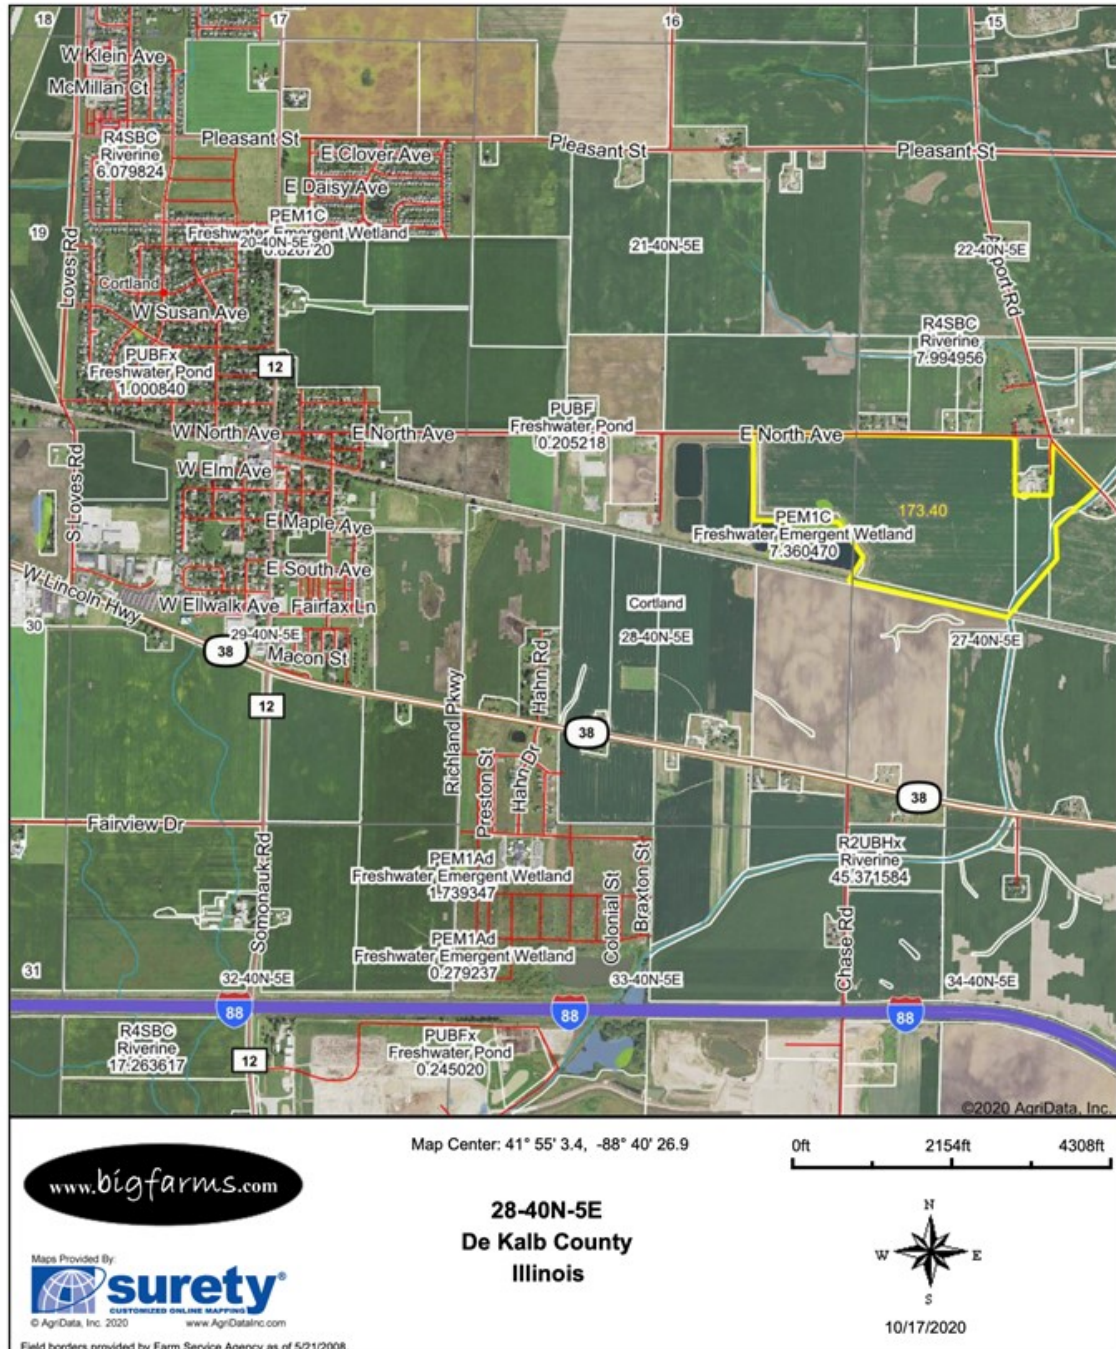 18
17
16
15
W Klein Ave
McMillan Ct
R4SBC
Riverine
6.079824
Pleasant St
Pleasant St
Pleasant St
E Clover Ave
E Daisy Ave
PEM1C
Freshwater Emergent Wetland
20-40N-5E
19
Loves Rd
21-40N-5E
22-40N-5E
Airport Rd
Cortland
W Susan Ave
R4SBC
Riverine
7.994956
PUBFx
Freshwater Pond
1.000840
12
PUBF
Freshwater Pond
0.205218
W North Ave
E North Ave
E North Ave
S Loves Rd
W Elm Ave
E Maple Ave
173.40
PEM1C
Freshwater Emergent Wetland
7.360470
E South Ave
W Lincoln Hwy
W Ellwalk Ave
Fairfax Ln
Cortland
30
29-40N-5E
28-40N-5E
27-40N-5E
38
Macon St
12
Richland Pkwy
Hahn Rd
38
Preston St
Hahn Dr
38
Fairview Dr
Somonauk Rd
R2UBHx
Riverine
45.371584
PEM1Ad
Freshwater Emergent Wetland
1.739347
Colonial St
Braxton St
Chase Rd
PEM1Ad
Freshwater Emergent Wetland
0.279237
31
32-40N-5E
33-40N-5E
34-40N-5E
88
88
88
R4SBC
Riverine
17.263617
12
PUBFx
Freshwater Pond
0.245020
©2020 AgriData, Inc.
www.bigfarms.com
Map Center: 41° 55' 3.4, -88° 40' 26.9
0ft 2154ft 4308ft
28-40N-5E
De Kalb County
Illinois
N
W E
S
10/17/2020
Maps Provided By:
surety®
CUSTOMIZED ONLINE MAPPING
© AgriData, Inc. 2020 www.AgriDataInc.com
Field borders provided by Farm Service Agency as of 5/21/2008.